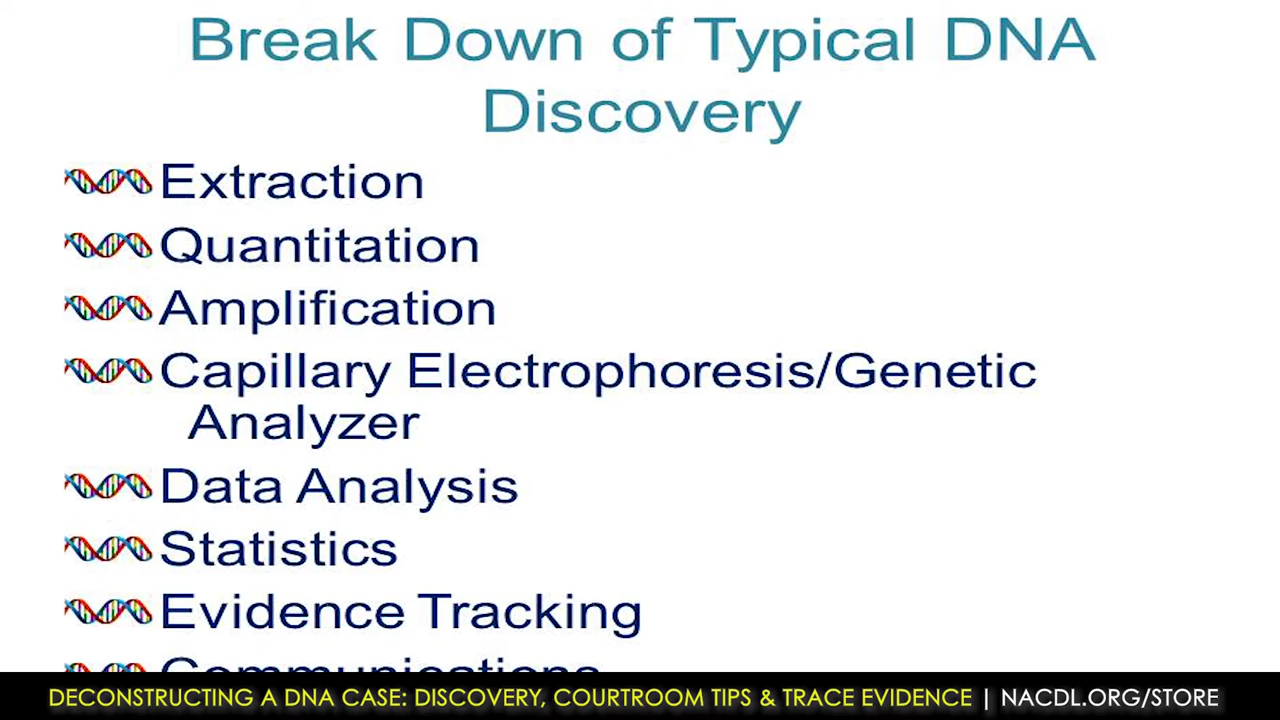 Break Down of Typical DNA
Discovery
Extraction
Quantitation
Amplification
Capillary Electrophoresis/Genetic
Analyzer
Data Analysis
Statistics
Evidence Tracking
Communications
DECONSTRUCTING A DNA CASE: DISCOVERY, COURTROOM TIPS & TRACE EVIDENCE | NACDL.ORG/STORE